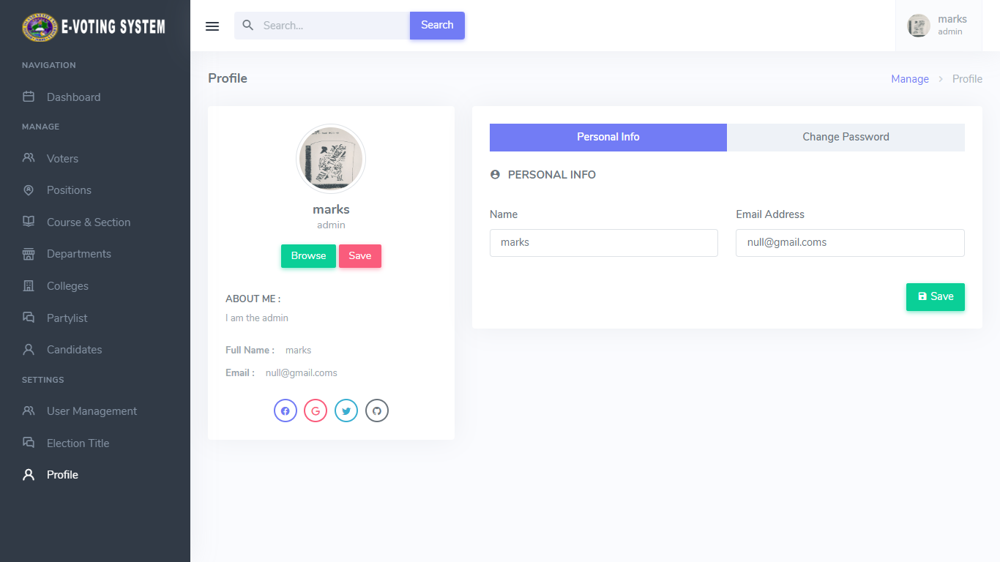 E-VOTING SYSTEM
Search...
Search
marks
admin
NAVIGATION
Dashboard
MANAGE
Voters
Positions
Course & Section
Departments
Colleges
Partylist
Candidates
SETTINGS
User Management
Election Title
Profile
Profile
Manage > Profile
marks
admin
Browse Save
ABOUT ME :
I am the admin
Full Name : marks
Email : null@gmail.coms
Personal Info Change Password
PERSONAL INFO
Name Email Address
marks null@gmail.coms
Save